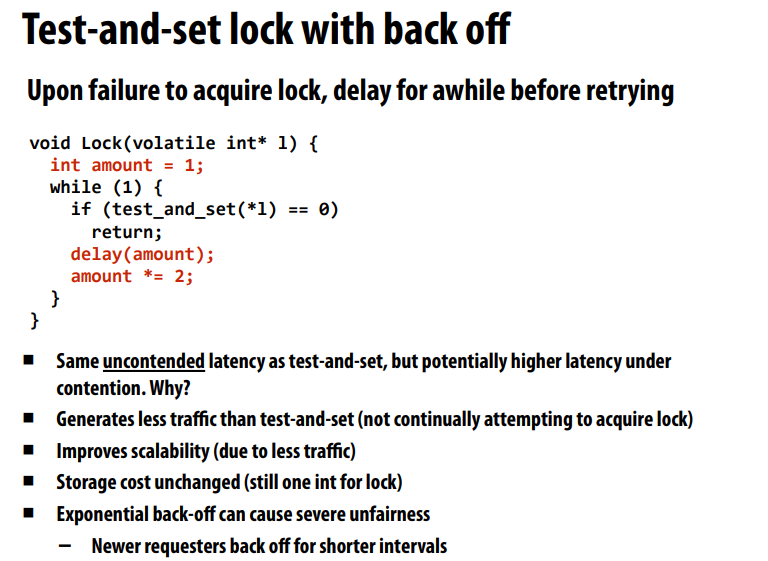 Test-and-set lock with back off
Upon failure to acquire lock, delay for awhile before retrying
void Lock(volatile int* l) {
  int amount = 1;
  while (1) {
    if (test_and_set(*l) == 0)
      return;
    delay(amount);
    amount *= 2;
  }
}
▪ Same uncontended latency as test-and-set, but potentially higher latency under
contention. Why?
▪ Generates less traffic than test-and-set (not continually attempting to acquire lock)
▪ Improves scalability (due to less traffic)
▪ Storage cost unchanged (still one int for lock)
▪ Exponential back-off can cause severe unfairness
– Newer requesters back off for shorter intervals